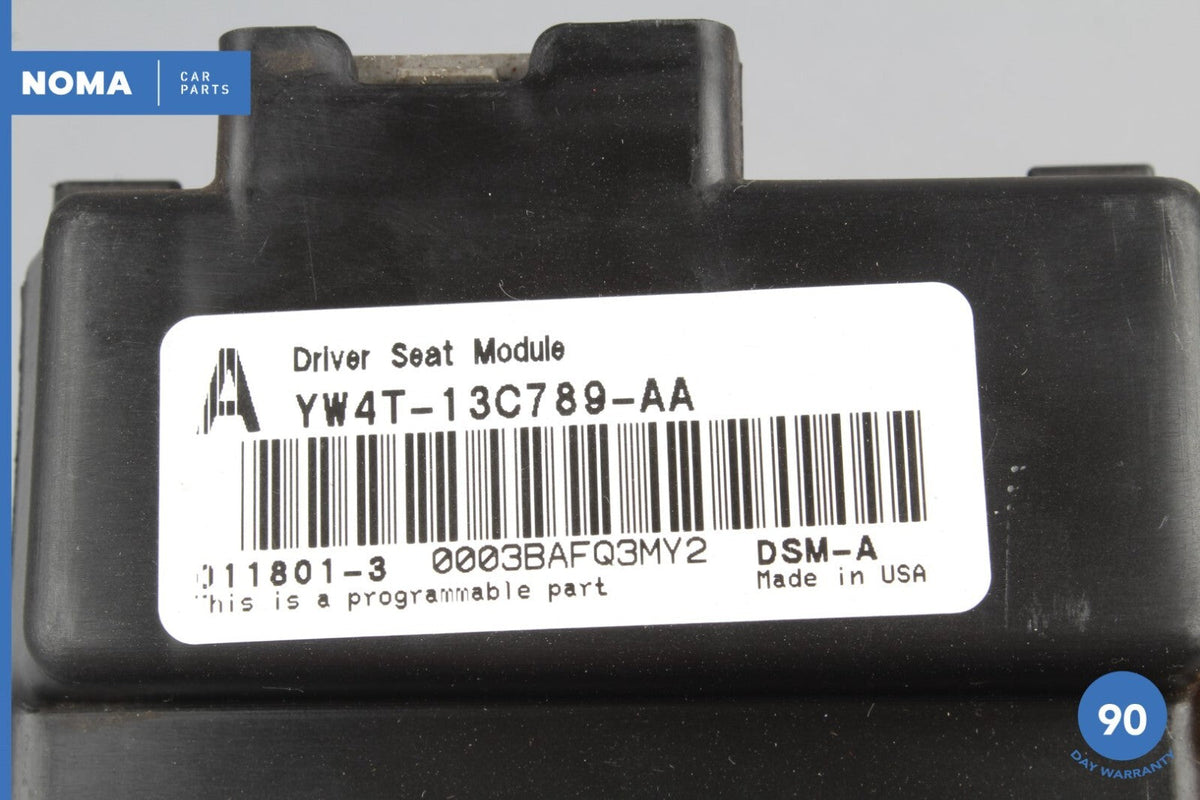 NOMA
CAR
PARTS
A
Driver Seat Module
YW4T-13C789-AA
011801-3 0003BAFQ3MY2 DSM-A
This is a programmable part Made in USA
90
DAY WARRANTY